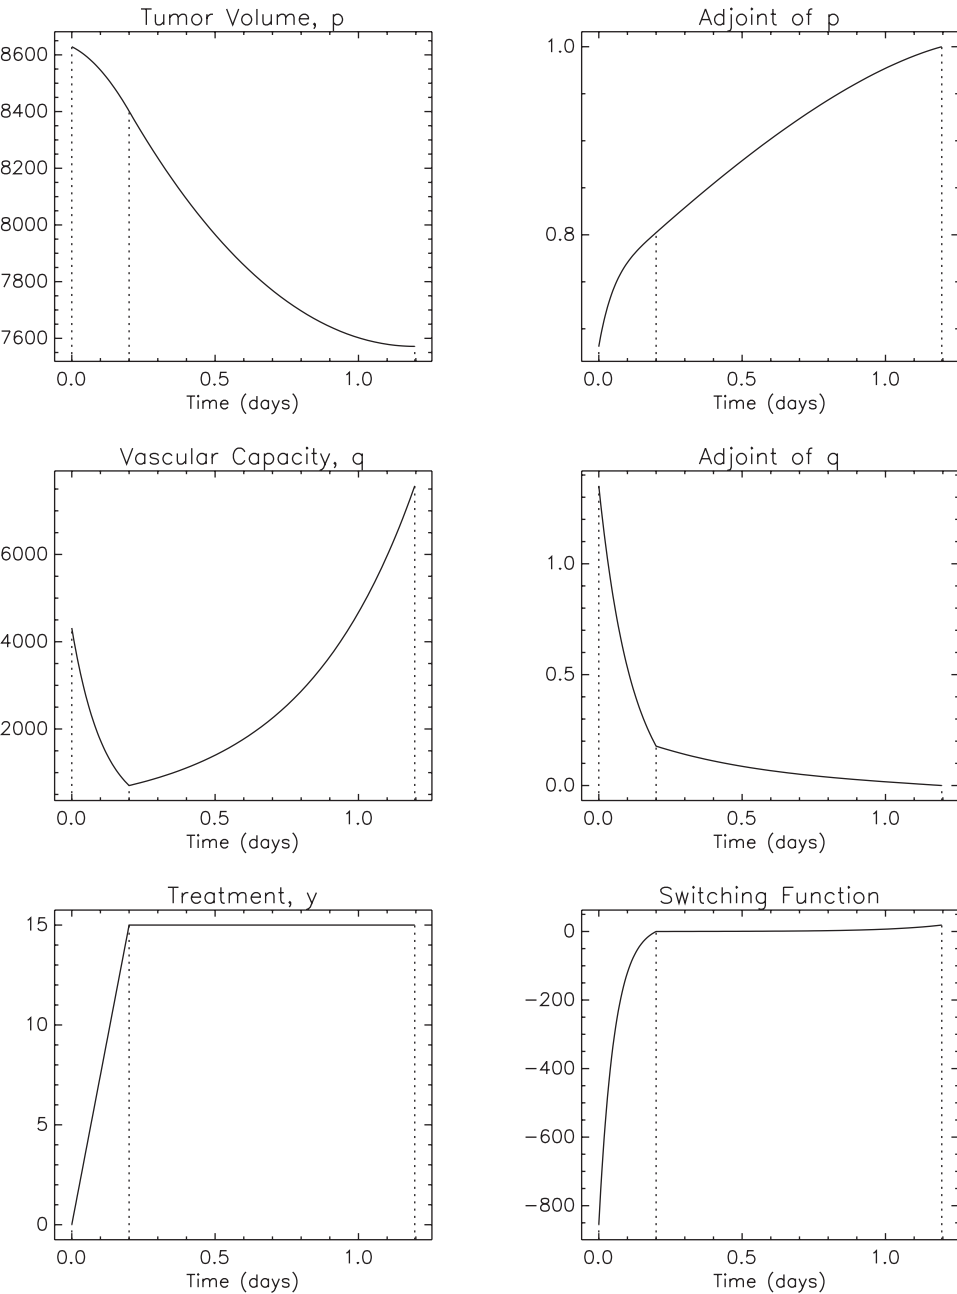 Tumor Volume, p
8600
8400
8200
8000
7800
7600
0.0 0.5 1.0
Time (days)
Adjoint of p
1.0
0.8
0.0 0.5 1.0
Time (days)
Vascular Capacity, q
6000
4000
2000
0.0 0.5 1.0
Time (days)
Adjoint of q
1.0
0.5
0.0
0.0 0.5 1.0
Time (days)
Treatment, y
15
10
5
0
0.0 0.5 1.0
Time (days)
Switching Function
0
−200
−400
−600
−800
0.0 0.5 1.0
Time (days)